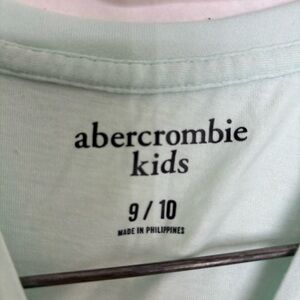 abercrombie
kids
9 / 10
MADE IN PHILIPPINES